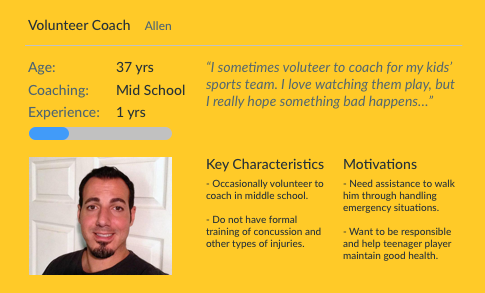 Volunteer Coach Allen
Age: 37 yrs
Coaching: Mid School
Experience: 1 yrs
“I sometimes voluteer to coach for my kids’
sports team. I love watching them play, but
I really hope something bad happens...”
Key Characteristics
- Occasionally volunteer to
coach in middle school.
- Do not have formal
training of concussion and
other types of injuries.
Motivations
- Need assistance to walk
him through handling
emergency situations.
- Want to be responsible
and help teenager player
maintain good health.